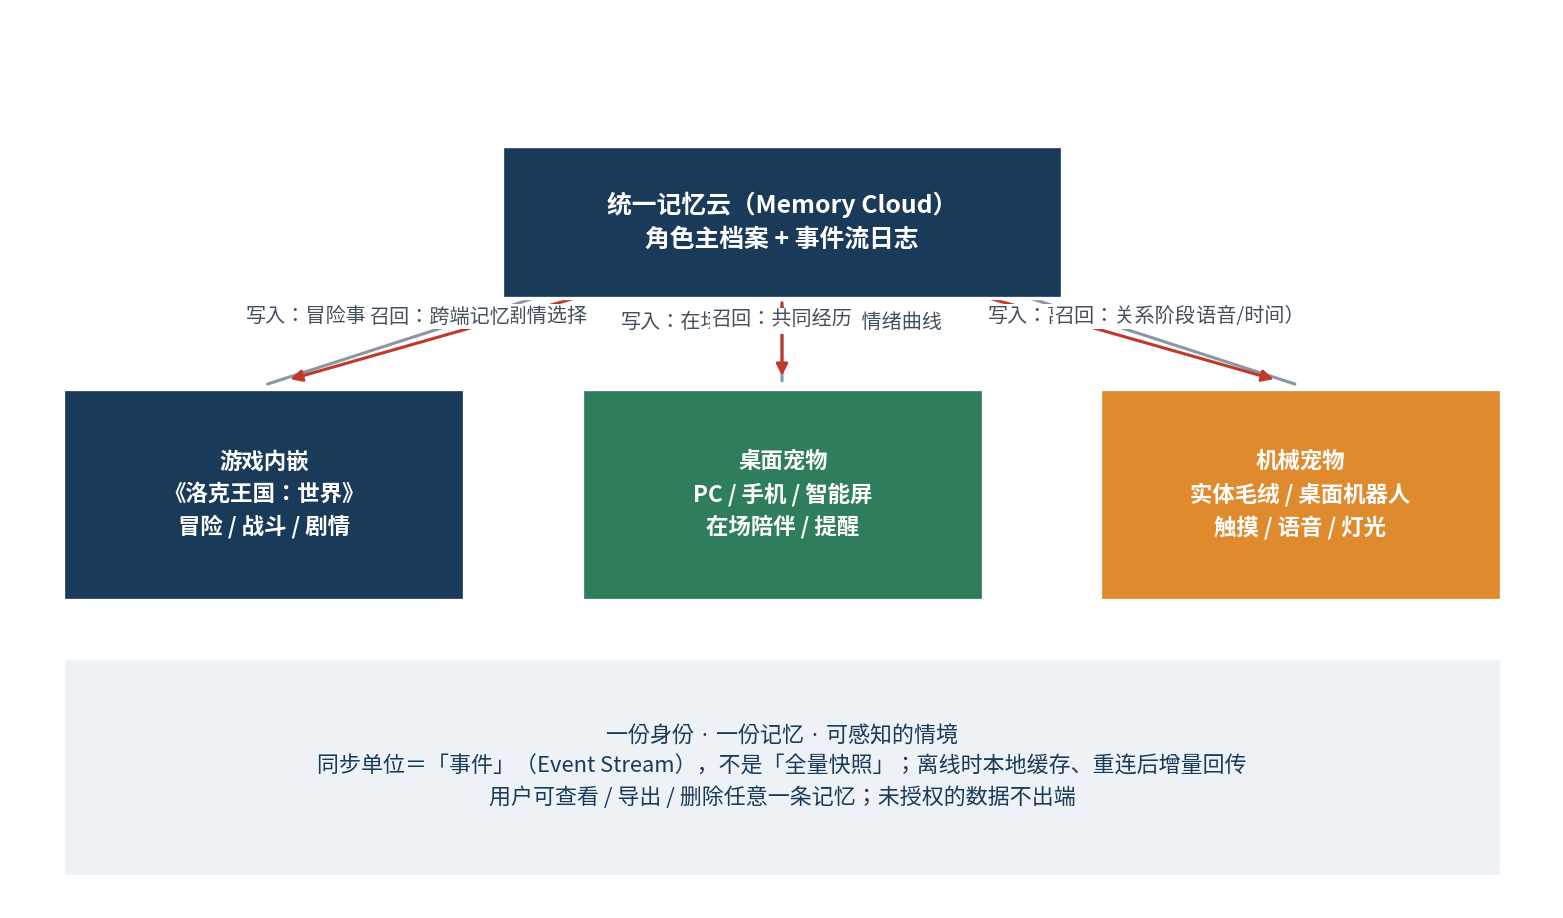 统一记忆云（Memory Cloud）
角色主档案 + 事件流日志
写入：冒险事
召回：跨端记忆
剧情选择
写入：在场
召回：共同经历
情绪曲线
写入：
召回：关系阶段
语音/时间）
游戏内嵌
《洛克王国：世界》
冒险 / 战斗 / 剧情
桌面宠物
PC / 手机 / 智能屏
在场陪伴 / 提醒
机械宠物
实体毛绒 / 桌面机器人
触摸 / 语音 / 灯光
一份身份 · 一份记忆 · 可感知的情境
同步单位＝「事件」（Event Stream），不是「全量快照」；离线时本地缓存、重连后增量回传
用户可查看 / 导出 / 删除任意一条记忆；未授权的数据不出端